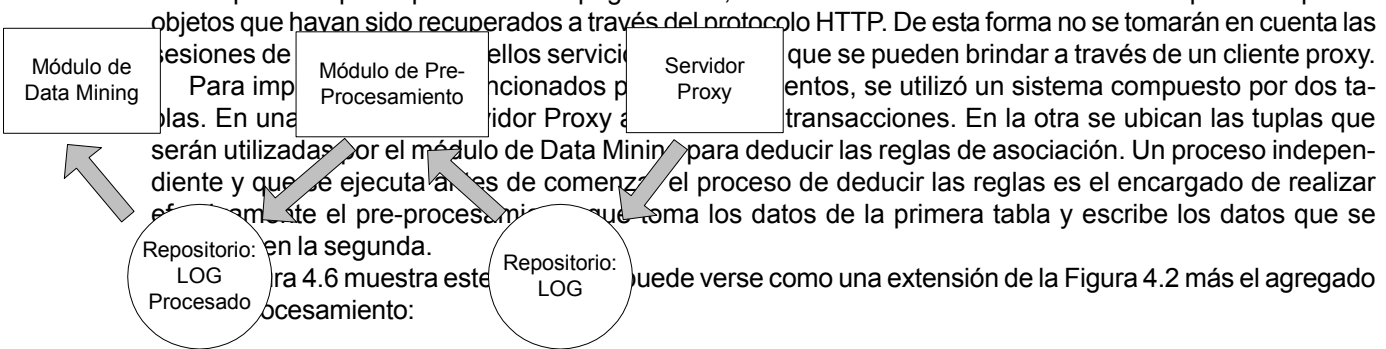 objetos que hayan sido recuperados a través del protocolo HTTP. De esta forma no se tomarán en cuenta las
sesiones de ellos servici que se pueden brindar a través de un cliente proxy.
Para imp ncionados p entos, se utilizó un sistema compuesto por dos ta-
blas. En una vidor Proxy a transacciones. En la otra se ubican las tuplas que
serán utilizadas por el módulo de Data Mining para deducir las reglas de asociación. Un proceso indepen-
diente y que se ejecuta antes de comenzar el proceso de deducir las reglas es el encargado de realizar
efectivamente el pre-procesamiento que toma los datos de la primera tabla y escribe los datos que se
en la segunda.
ra 4.6 muestra este puede verse como una extensión de la Figura 4.2 más el agregado
ocesamiento:
Módulo de
Data Mining
Módulo de Pre-
Procesamiento
Servidor
Proxy
Repositorio:
LOG
Procesado
Repositorio:
LOG